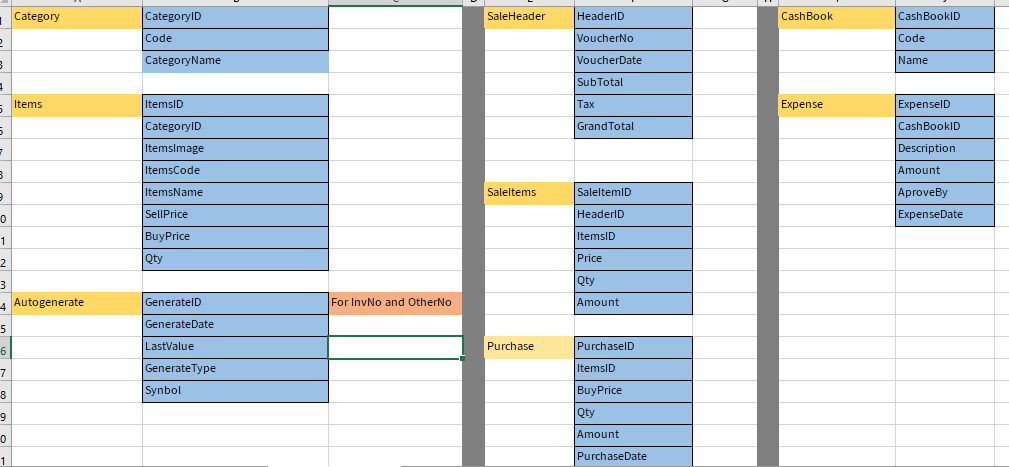 Category CategoryID SaleHeader HeaderID CashBook CashBookID
Code VoucherNo Code
CategoryName VoucherDate Name
SubTotal
Items ItemsID Tax Expense ExpenseID
CategoryID GrandTotal CashBookID
ItemsImage Description
ItemsCode Amount
ItemsName SaleItems SaleItemID AproveBy
SellPrice HeaderID ExpenseDate
BuyPrice ItemsID
Qty Price
Qty
Autogenerate GenerateID For InvNo and OtherNo Amount
GenerateDate
LastValue Purchase PurchaseID
GenerateType ItemsID
Synbol BuyPrice
Qty
Amount
PurchaseDate